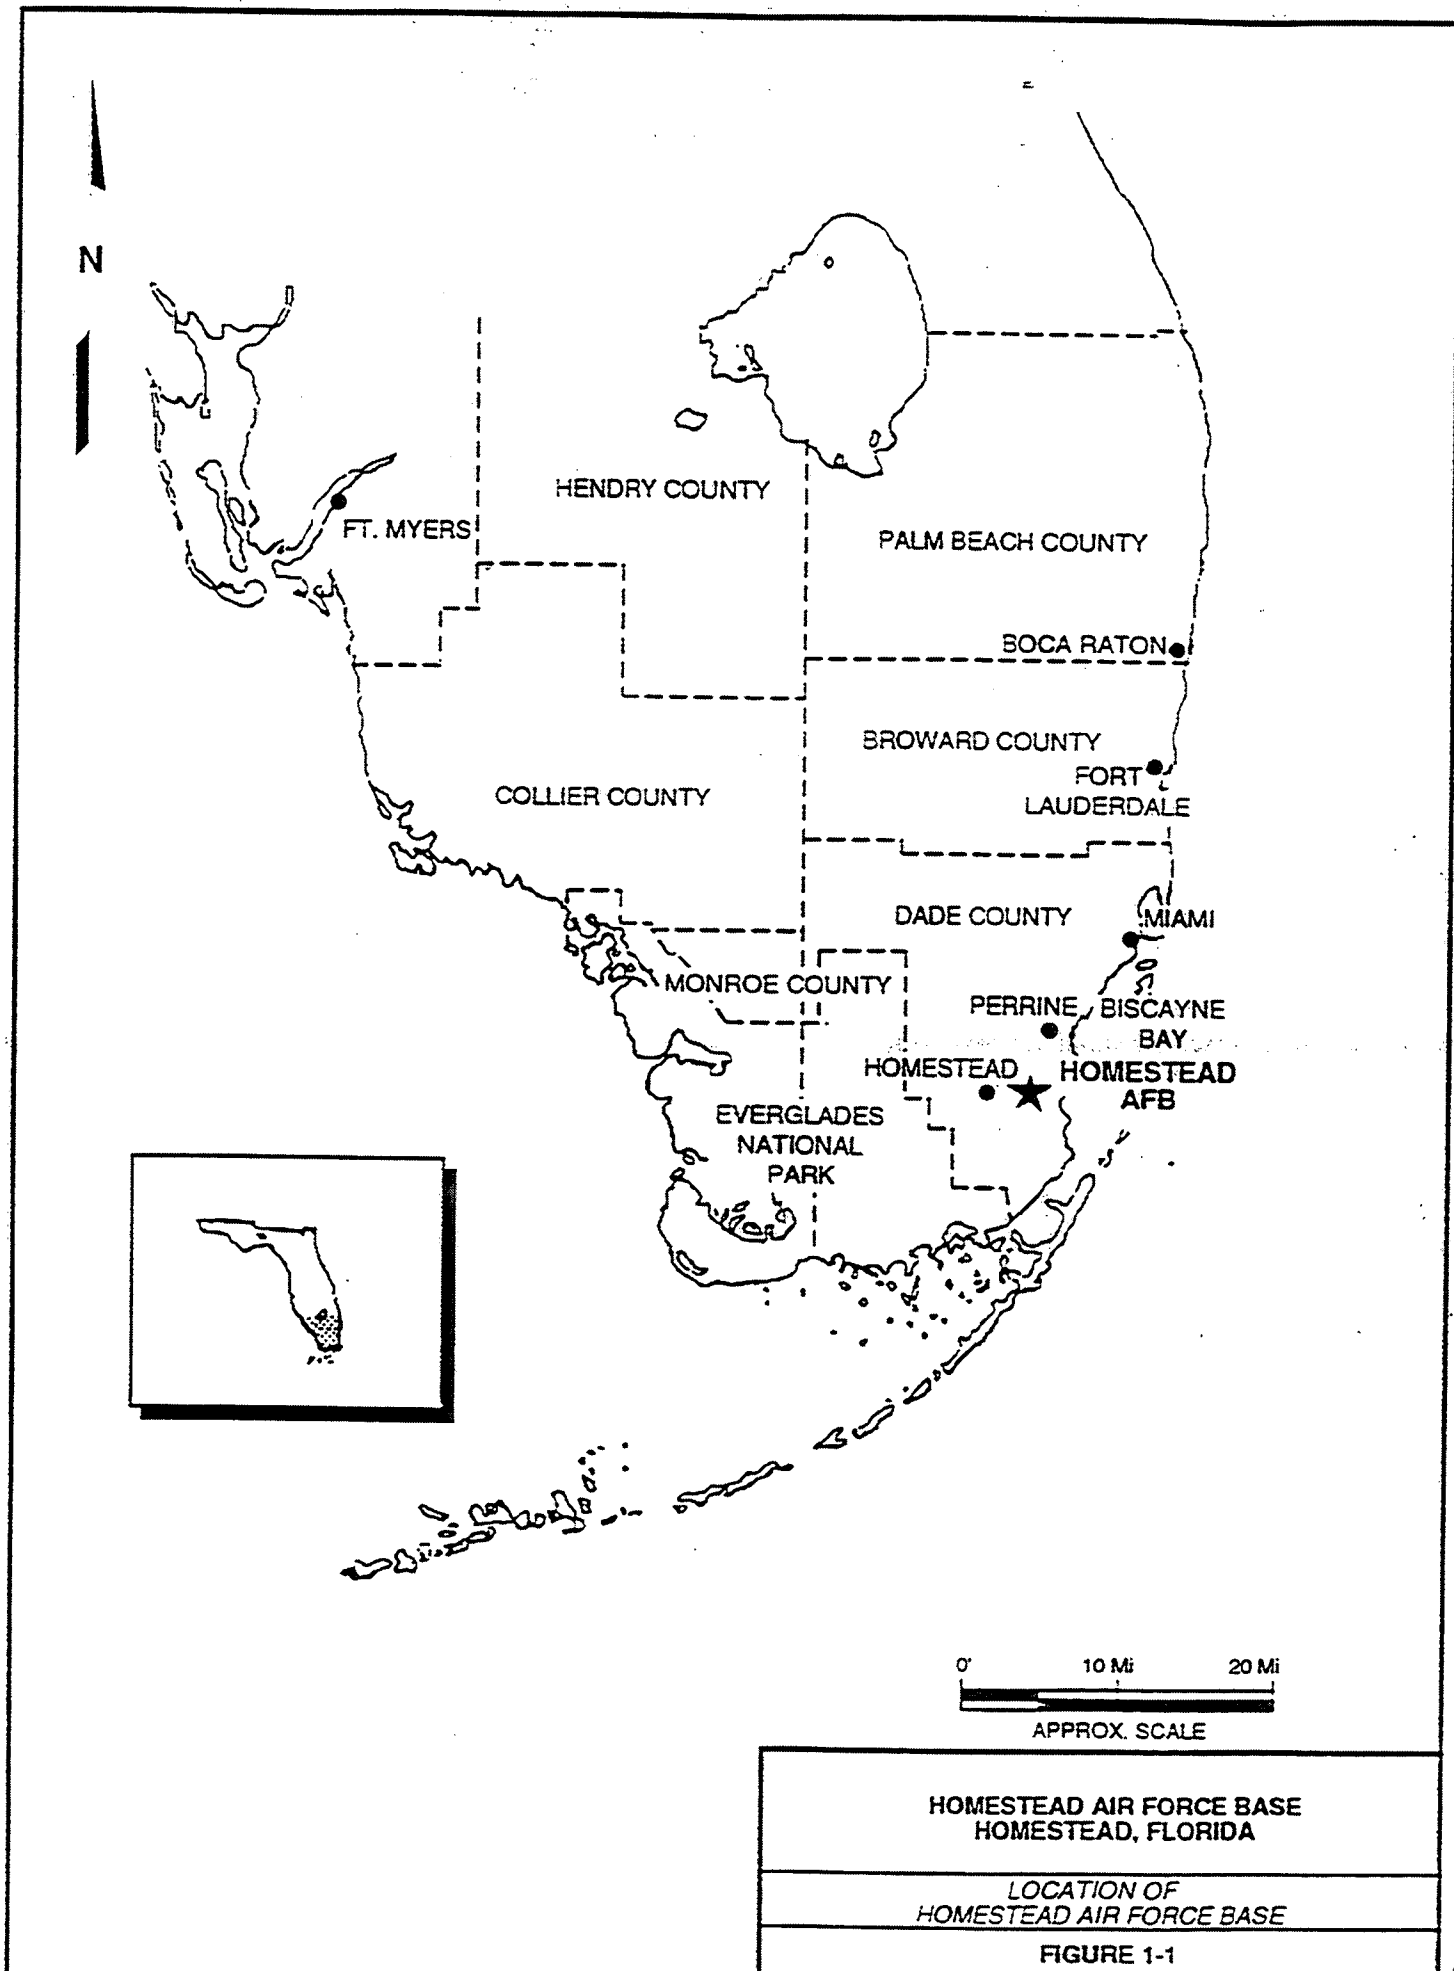 N
HENDRY COUNTY
FT. MYERS
PALM BEACH COUNTY
BOCA RATON
BROWARD COUNTY
FORT
LAUDERDALE
COLLIER COUNTY
DADE COUNTY
MIAMI
MONROE COUNTY
PERRINE
BISCAYNE
BAY
HOMESTEAD
HOMESTEAD
AFB
EVERGLADES
NATIONAL
PARK
0'
10 Mi
20 Mi
APPROX. SCALE
HOMESTEAD AIR FORCE BASE
HOMESTEAD, FLORIDA
LOCATION OF
HOMESTEAD AIR FORCE BASE
FIGURE 1-1